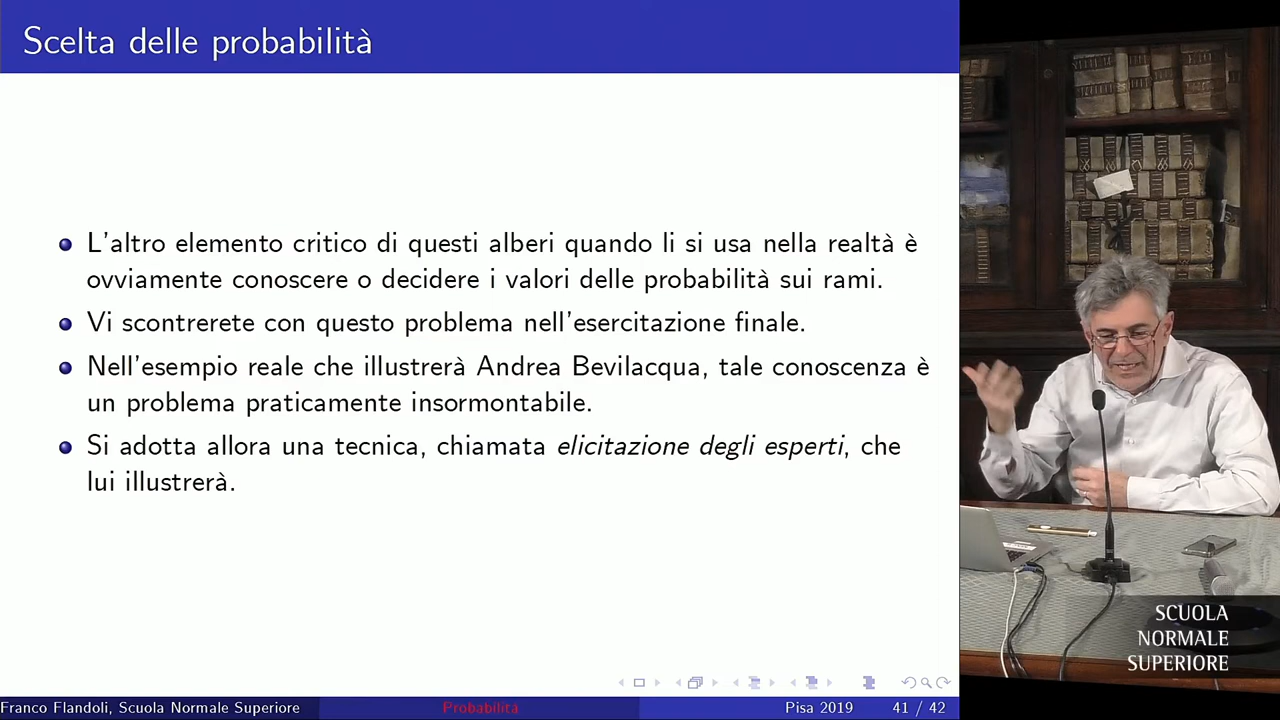 Scelta delle probabilità
L'altro elemento critico di questi alberi quando li si usa nella realtà è
ovviamente conoscere o decidere i valori delle probabilità sui rami.
Vi scontrerete con questo problema nell'esercitazione finale.
Nell'esempio reale che illustrerà Andrea Bevilacqua, tale conoscenza è
un problema praticamente insormontabile.
Si adotta allora una tecnica, chiamata elicitazione degli esperti, che
lui illustrerà.
Franco Flandoli, Scuola Normale Superiore
Probabilità
Pisa 2019
41 / 42
SCUOLA
NORMALE
SUPERIORE